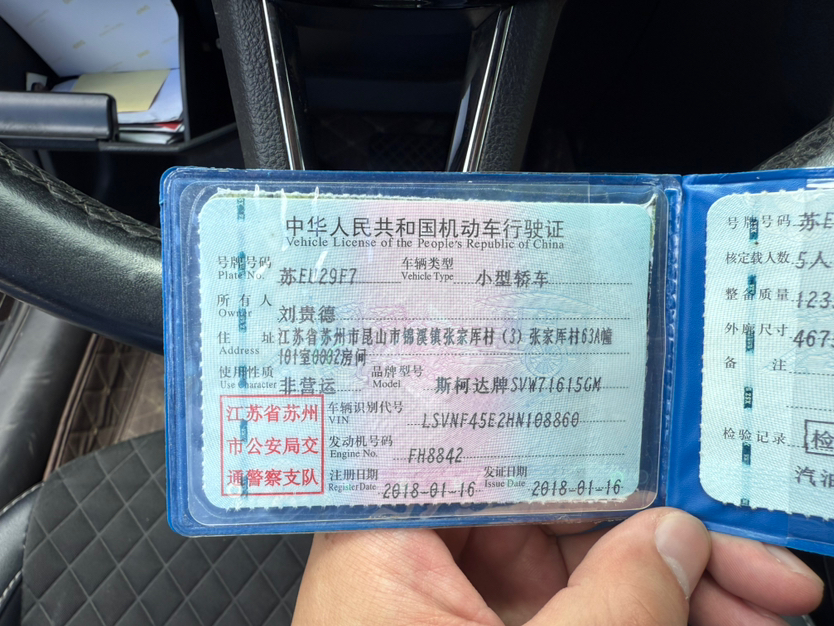 中华人民共和国机动车行驶证
Vehicle License of the People's Republic of China
号牌号码 Plate No. 苏EU29F7 车辆类型 Vehicle Type 小型轿车
所有人 Owner 刘贵德
住址 Address 江苏省苏州市昆山市锦溪镇张家厍村(3)张家厍村63A幢
101室0002房间
使用性质 Use Character 非营运 品牌型号 Model 斯柯达牌SVW71615GM
车辆识别代号 VIN LSVNF45E2HN108860
发动机号码 Engine No. FH8842
注册日期 Register Date 2018-01-16 发证日期 Issue Date 2018-01-16
江苏省苏州
市公安局交
通警察支队
号牌号码 苏E
核定载人数 5人
整备质量 123
外廓尺寸 467
备注
检验记录 检
汽油